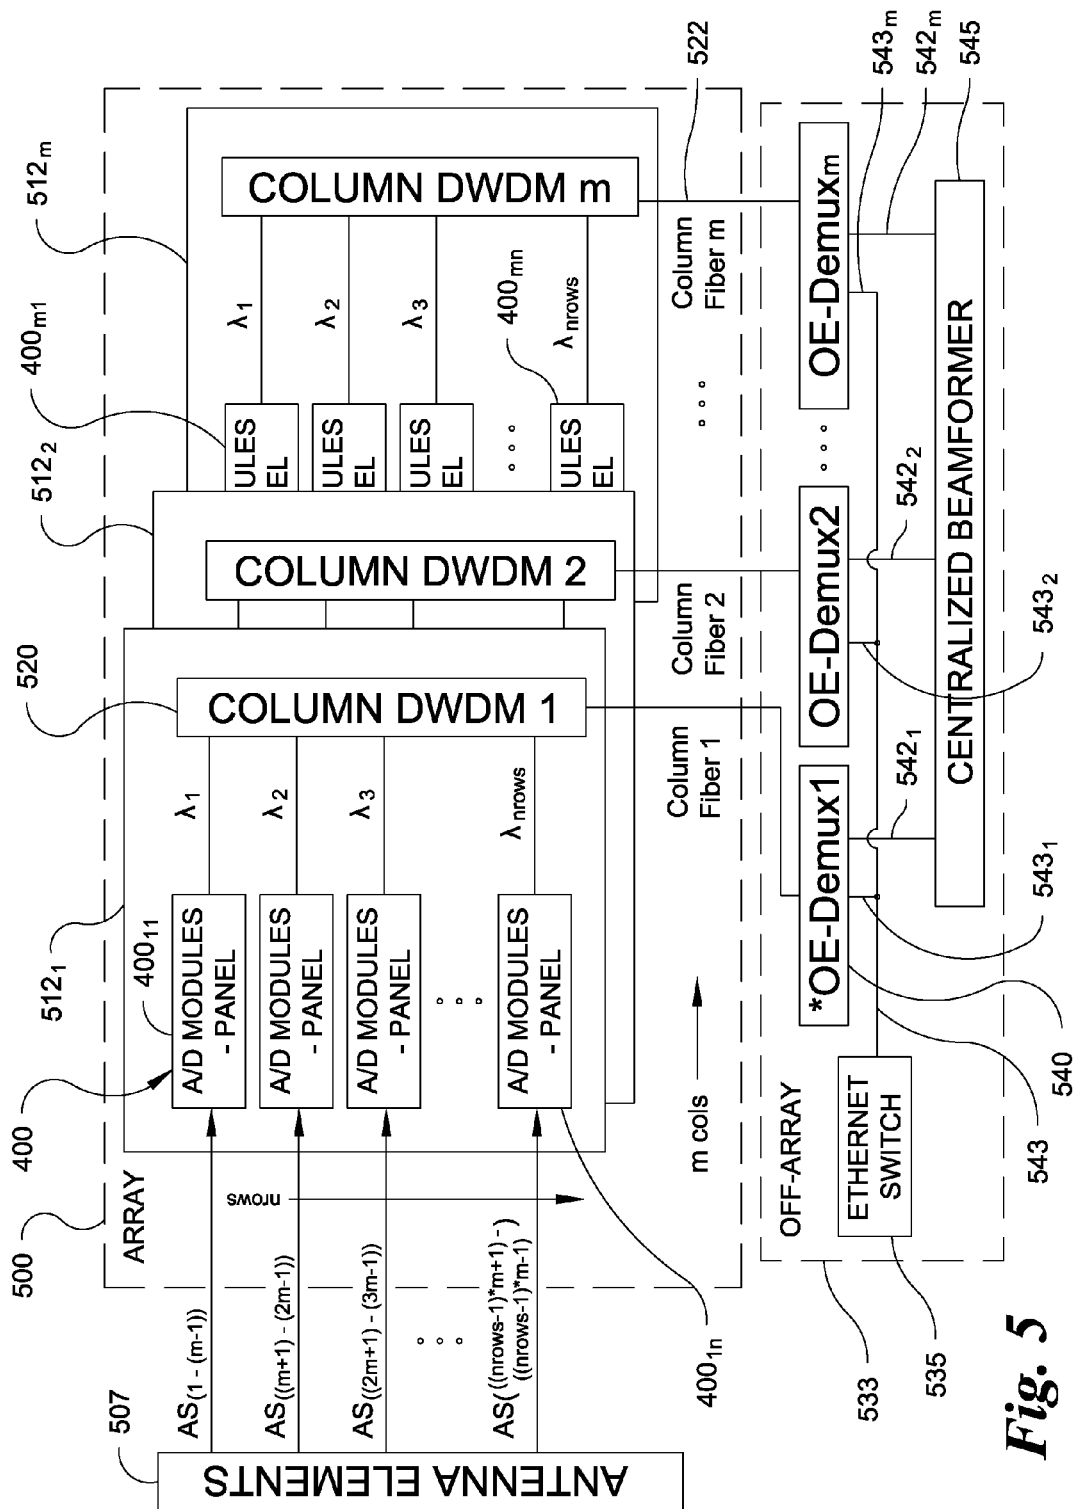 500
ARRAY
507
ANTENNA ELEMENTS
AS(1 - (m-1))
AS((m+1) - (2m-1))
AS((2m+1) - (3m-1))
AS(((nrows-1)*m+1) - )
((nrows-1)*m-1)
nrows
400
400₁₁
512₁
A/D MODULES
- PANEL
A/D MODULES
- PANEL
A/D MODULES
- PANEL
A/D MODULES
- PANEL
400₁ₙ
λ₁
λ₂
λ₃
λnrows
520
COLUMN DWDM 1
512₂
COLUMN DWDM 2
400m1
512m
ULES
EL
ULES
EL
ULES
EL
ULES
EL
400mn
λ₁
λ₂
λ₃
λnrows
COLUMN DWDM m
522
m cols
Column
Fiber 1
Column
Fiber 2
Column
Fiber m
OFF-ARRAY
533
ETHERNET
SWITCH
535
543
540
*OE-Demux1
OE-Demux2
OE-Demuxm
543₁
542₁
543₂
542₂
543m
542m
545
CENTRALIZED BEAMFORMER
Fig. 5